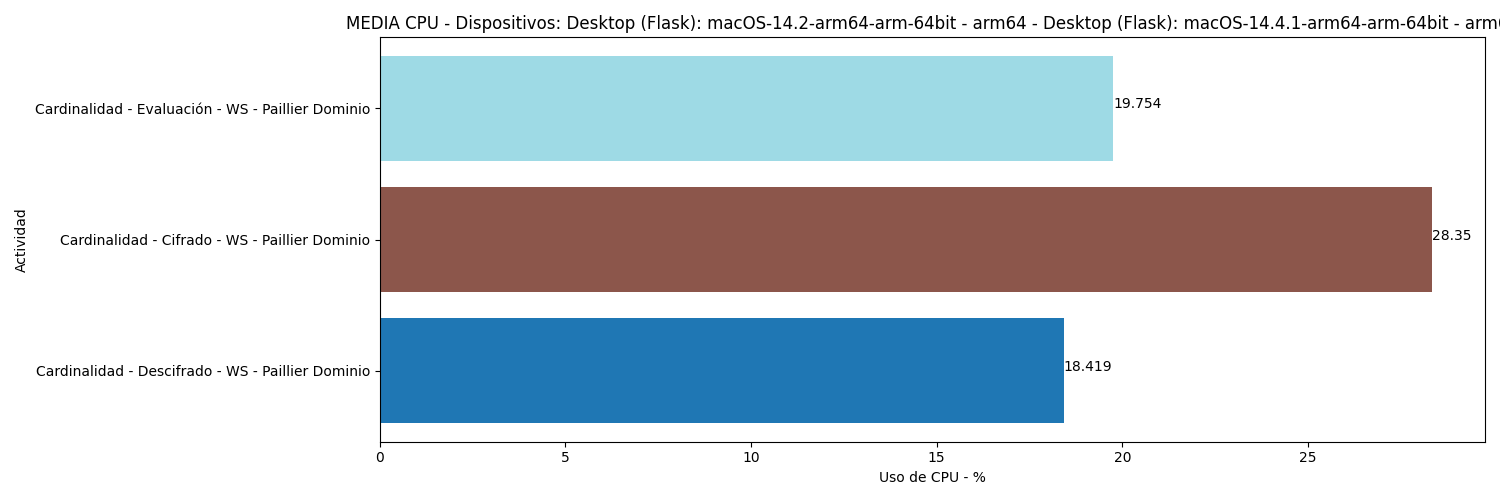 MEDIA CPU - Dispositivos: Desktop (Flask): macOS-14.2-arm64-arm-64bit - arm64 - Desktop (Flask): macOS-14.4.1-arm64-arm-64bit -
Cardinalidad - Evaluación - WS - Paillier Dominio
19.754
Actividad
Cardinalidad - Cifrado - WS - Paillier Dominio
28.35
Cardinalidad - Descifrado - WS - Paillier Dominio
18.419
0 5 10 15 20 25
Uso de CPU - %